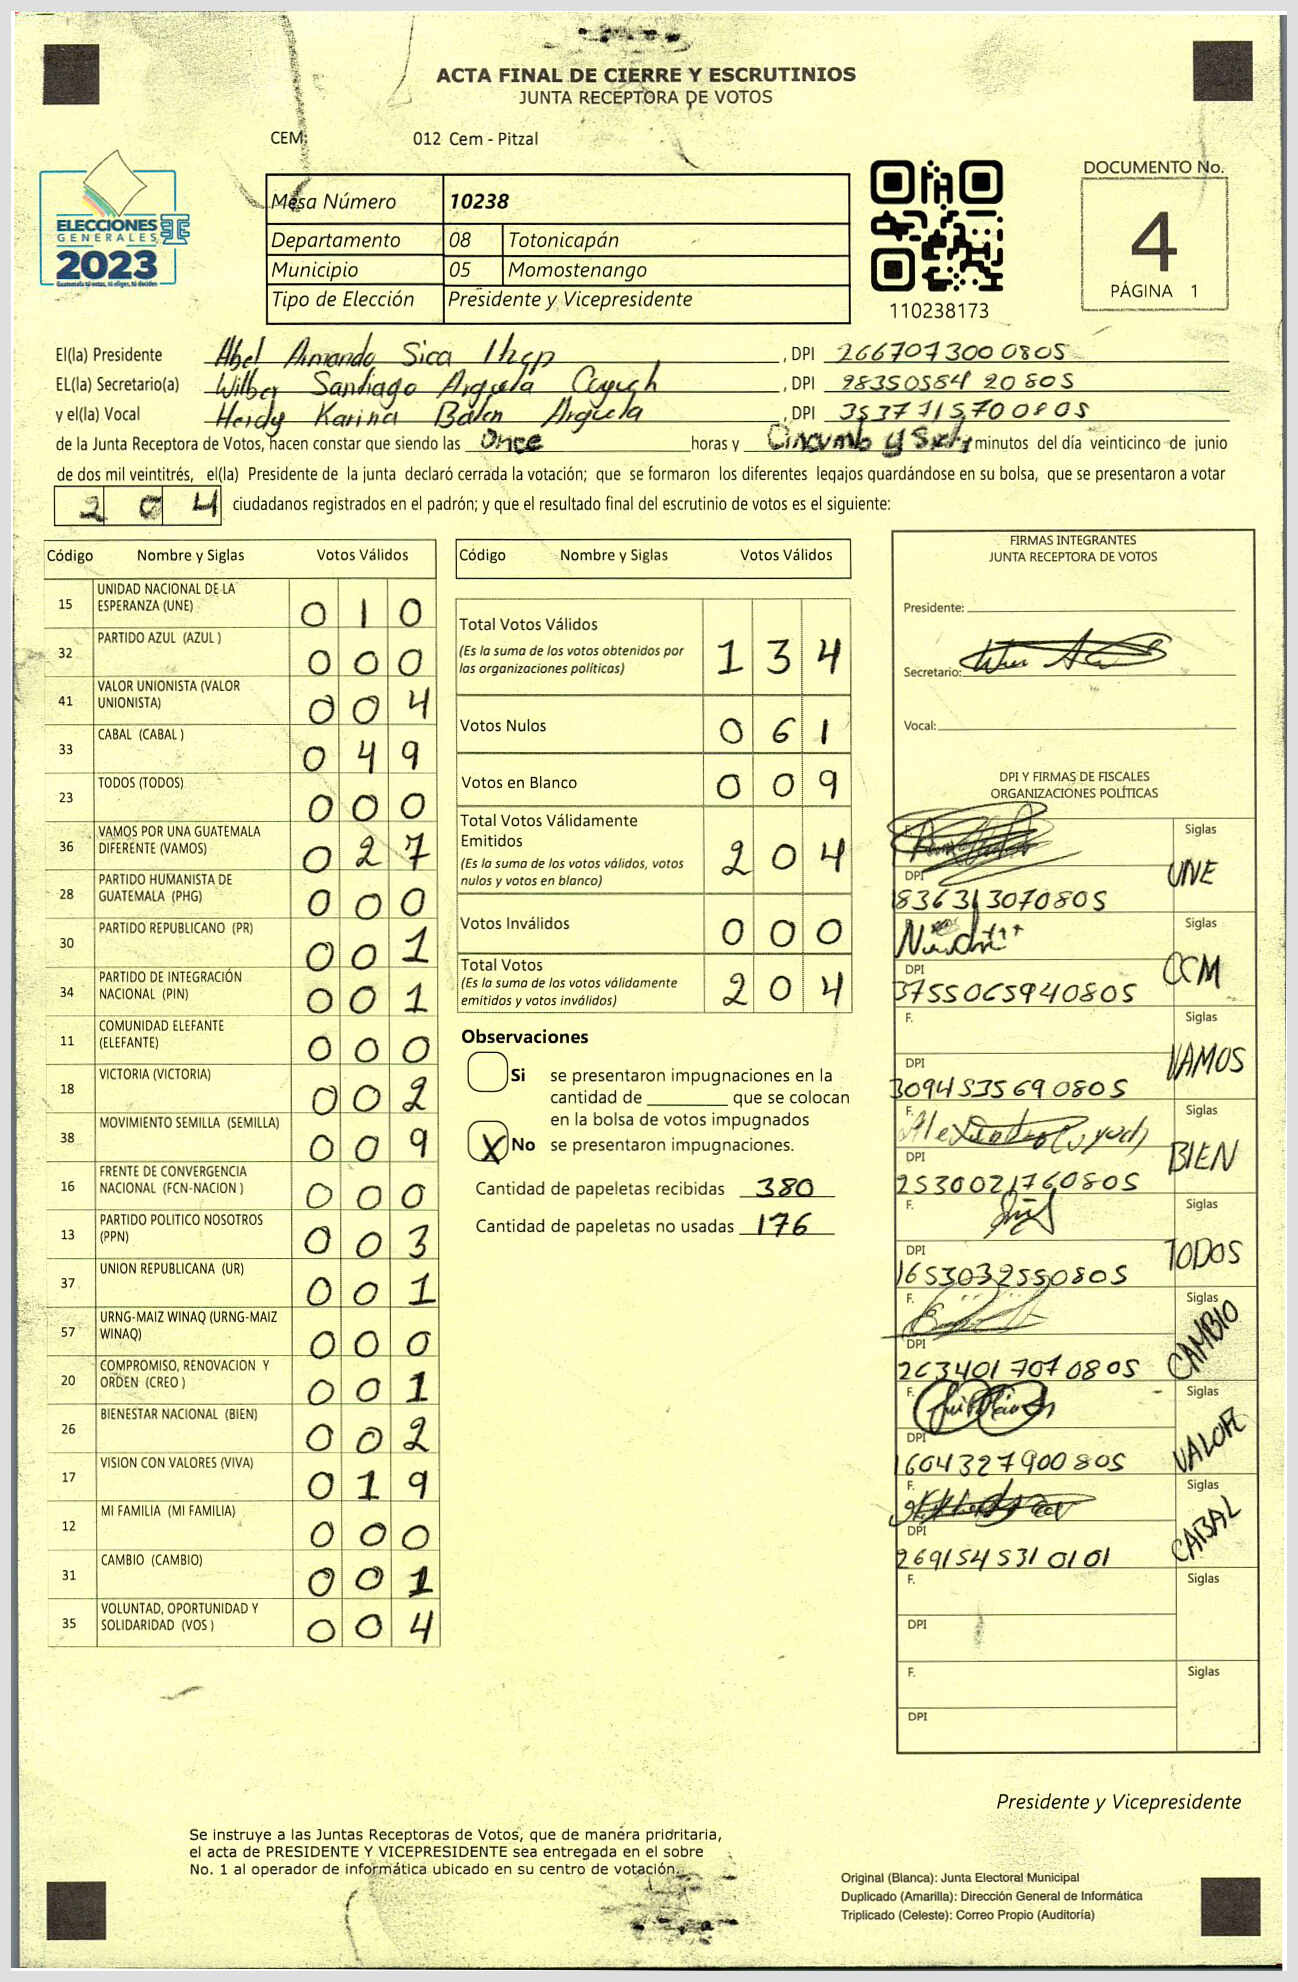 ACTA FINAL DE CIERRE Y ESCRUTINIOS
JUNTA RECEPTORA DE VOTOS
CEM: 012 Cem - Pitzal
DOCUMENTO No.
4
PÁGINA 1
ELECCIONES
GENERALES
2023
Guatemala tú votas, tú eliges, tú decides
Mesa Número 10238
Departamento 08 Totonicapán
Municipio 05 Momostenango
Tipo de Elección Presidente y Vicepresidente
110238173
El(la) Presidente Abel Armando Sica , DPI 2667073000805
EL(la) Secretario(a) Wilber Santiago Argueta , DPI 2835055420805
y el(la) Vocal Heidy Karina Argueta , DPI 3537715700805
de la Junta Receptora de Votos, hacen constar que siendo las Once horas y minutos del día veinticinco de junio
de dos mil veintitrés, el(la) Presidente de la junta declaró cerrada la votación; que se formaron los diferentes legajos guardándose en su bolsa, que se presentaron a votar
2 0 4 ciudadanos registrados en el padrón; y que el resultado final del escrutinio de votos es el siguiente:
Código Nombre y Siglas Votos Válidos
15 UNIDAD NACIONAL DE LA ESPERANZA (UNE) 0 1 0
32 PARTIDO AZUL (AZUL ) 0 0 0
41 VALOR UNIONISTA (VALOR UNIONISTA) 0 0 4
33 CABAL (CABAL ) 0 4 9
23 TODOS (TODOS) 0 0 0
36 VAMOS POR UNA GUATEMALA DIFERENTE (VAMOS) 0 2 7
28 PARTIDO HUMANISTA DE GUATEMALA (PHG) 0 0 0
30 PARTIDO REPUBLICANO (PR) 0 0 1
34 PARTIDO DE INTEGRACIÓN NACIONAL (PIN) 0 0 1
11 COMUNIDAD ELEFANTE (ELEFANTE) 0 0 0
18 VICTORIA (VICTORIA) 0 0 2
38 MOVIMIENTO SEMILLA (SEMILLA) 0 0 9
16 FRENTE DE CONVERGENCIA NACIONAL (FCN-NACION ) 0 0 0
13 PARTIDO POLITICO NOSOTROS (PPN) 0 0 3
37 UNION REPUBLICANA (UR) 0 0 1
57 URNG-MAIZ WINAQ (URNG-MAIZ WINAQ) 0 0 0
20 COMPROMISO, RENOVACION Y ORDEN (CREO ) 0 0 1
26 BIENESTAR NACIONAL (BIEN) 0 0 2
17 VISION CON VALORES (VIVA) 0 1 9
12 MI FAMILIA (MI FAMILIA) 0 0 0
31 CAMBIO (CAMBIO) 0 0 1
35 VOLUNTAD, OPORTUNIDAD Y SOLIDARIDAD (VOS ) 0 0 4
Código Nombre y Siglas Votos Válidos
Total Votos Válidos 1 3 4
(Es la suma de los votos obtenidos por
las organizaciones políticas)
Votos Nulos 0 6 1
Votos en Blanco 0 0 9
Total Votos Válidamente
Emitidos 2 0 4
(Es la suma de los votos válidos, votos
nulos y votos en blanco)
Votos Inválidos 0 0 0
Total Votos 2 0 4
(Es la suma de los votos válidamente
emitidos y votos inválidos)
Observaciones
Si se presentaron impugnaciones en la
cantidad de ________ que se colocan
en la bolsa de votos impugnados
X No se presentaron impugnaciones.
Cantidad de papeletas recibidas 380
Cantidad de papeletas no usadas 176
FIRMAS INTEGRANTES
JUNTA RECEPTORA DE VOTOS
Presidente:
Secretario:
Vocal:
DPI Y FIRMAS DE FISCALES
ORGANIZACIONES POLÍTICAS
F. Siglas UNE
DPI 1836313070805
F. Siglas CCM
DPI 3755065940805
F. Siglas VAMOS
DPI 3094535690805
F. Siglas BIEN
DPI 2530021760805
F. Siglas TODOS
DPI 1653032550805
F. Siglas CAMBIO
DPI 2634017070805
F. Siglas VALOR
DPI 1604327900805
F. Siglas CABAL
DPI 2691545310101
F. Siglas
DPI
F. Siglas
DPI
Presidente y Vicepresidente
Se instruye a las Juntas Receptoras de Votos, que de manera prioritaria,
el acta de PRESIDENTE Y VICEPRESIDENTE sea entregada en el sobre
No. 1 al operador de informática ubicado en su centro de votación.
Original (Blanca): Junta Electoral Municipal
Duplicado (Amarilla): Dirección General de Informática
Triplicado (Celeste): Correo Propio (Auditoría)